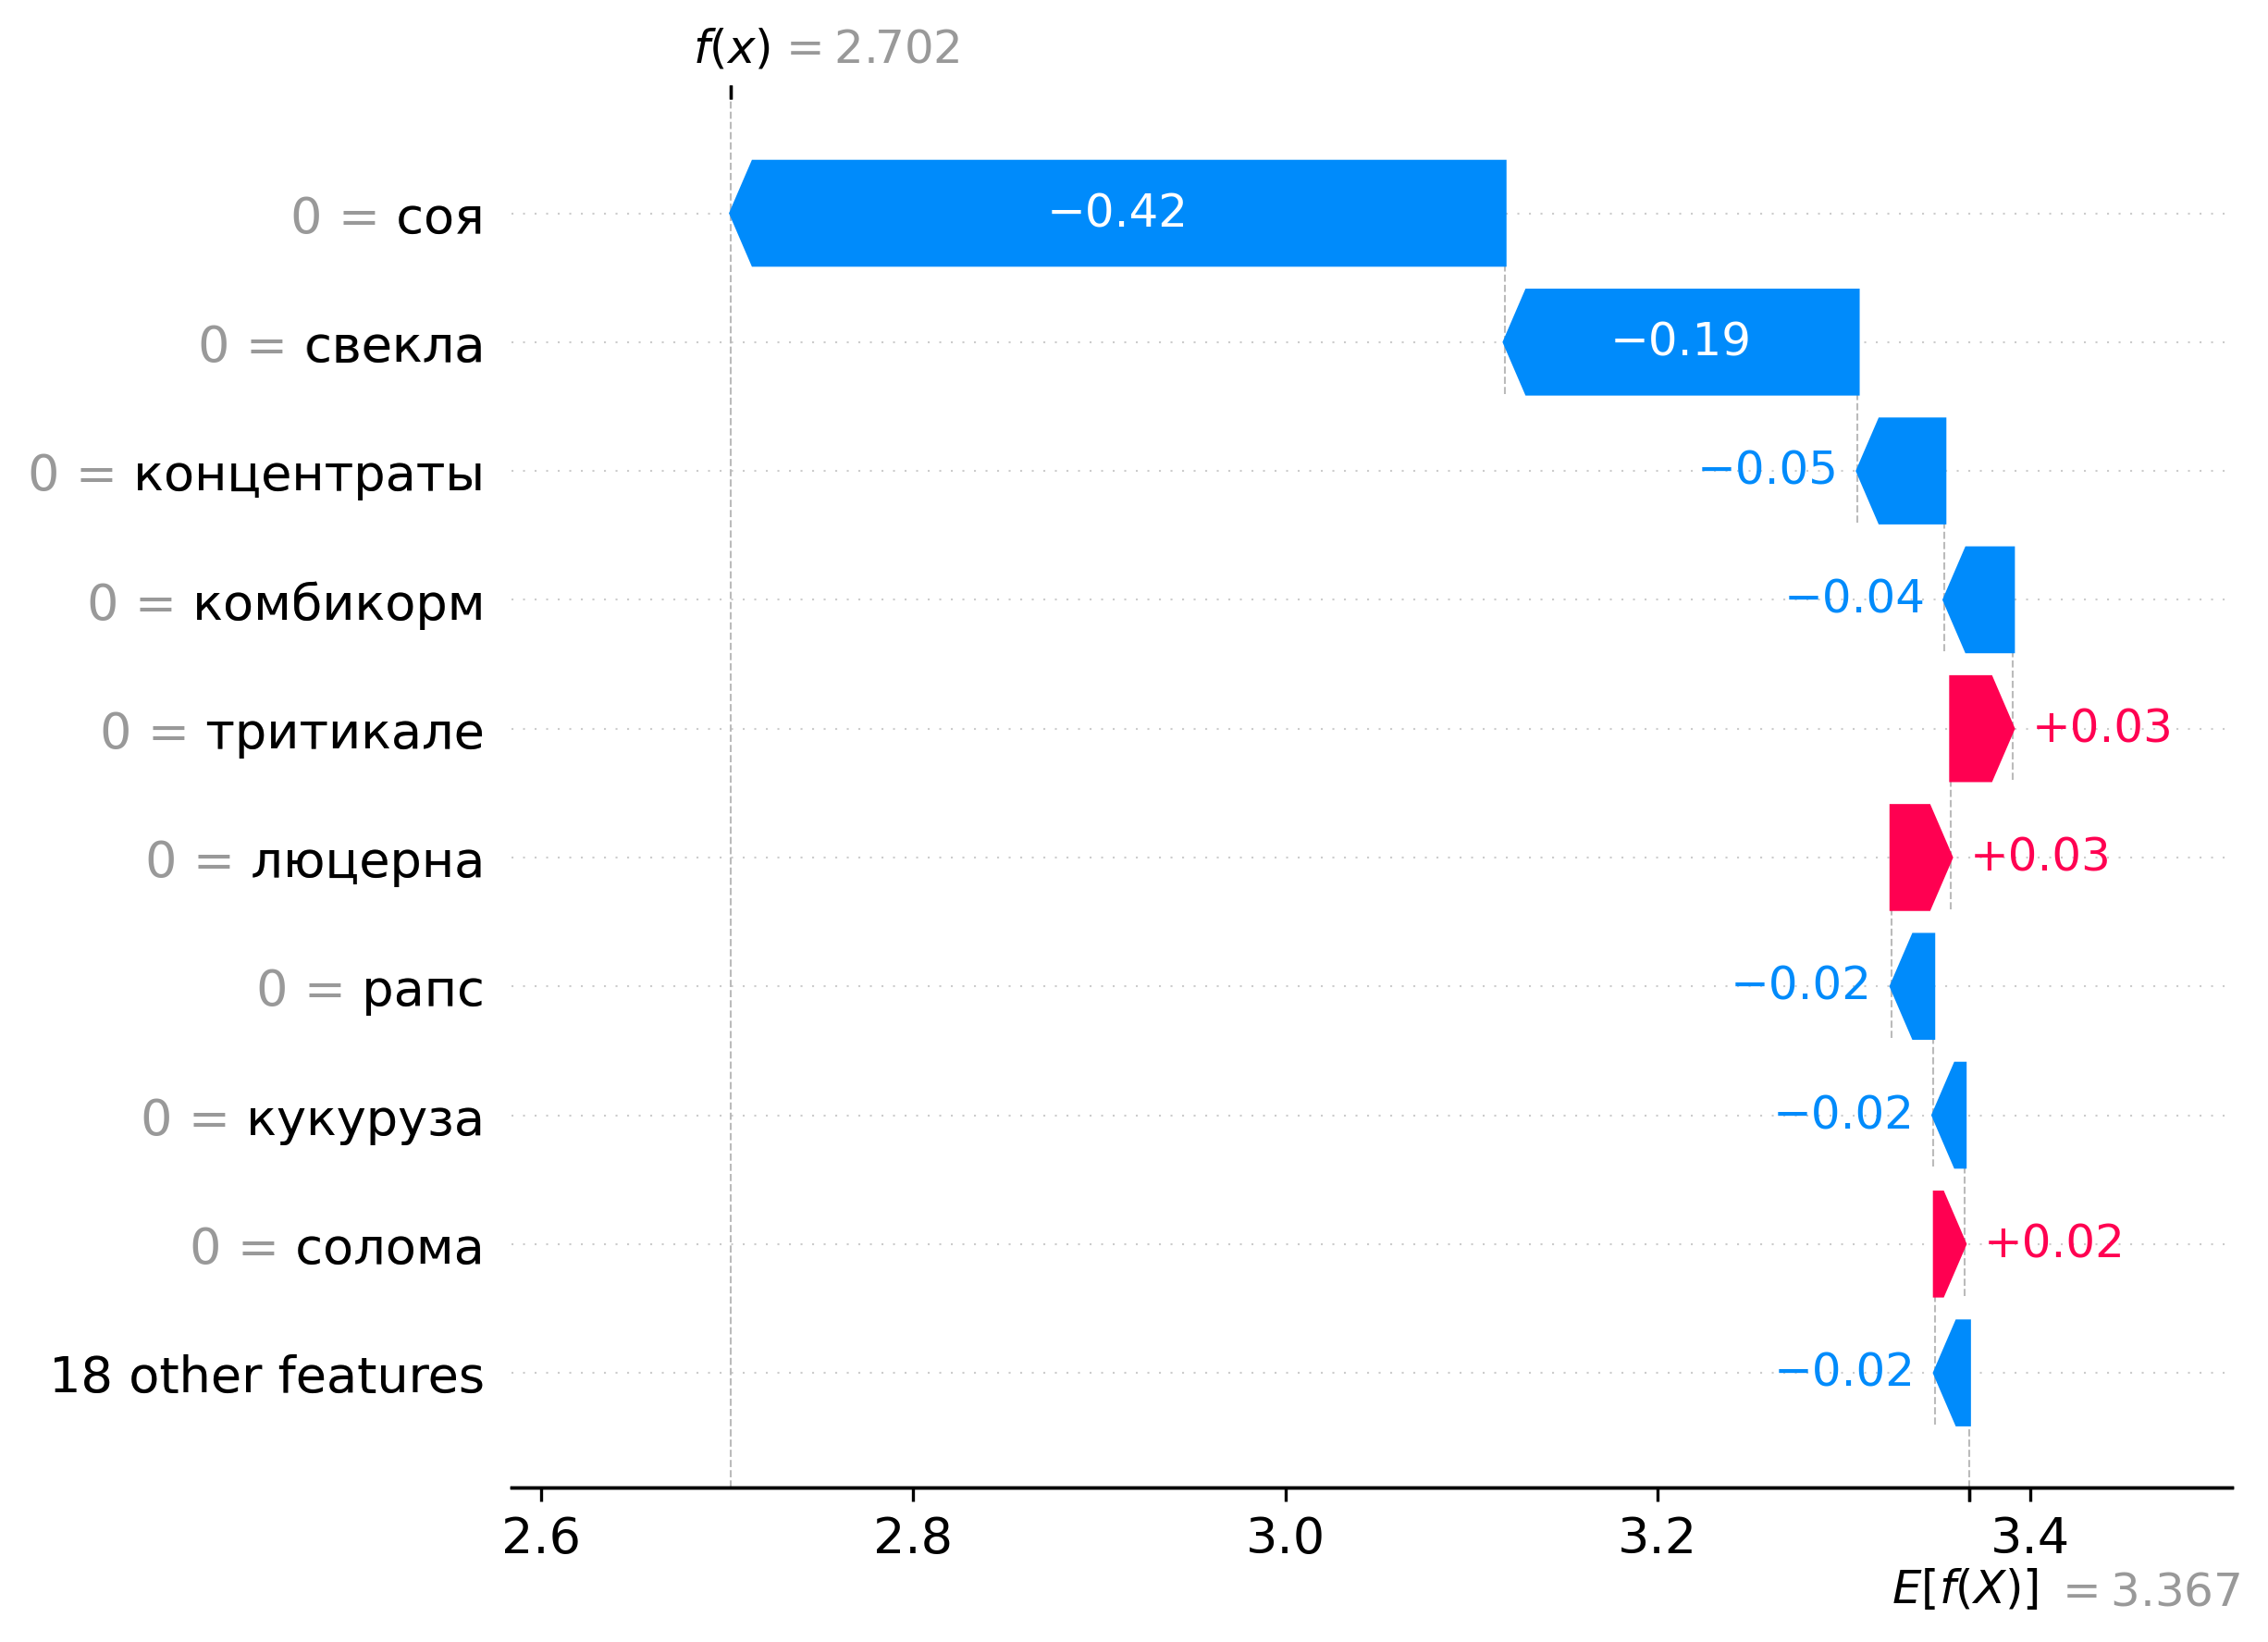 f(x) = 2.702
0 = соя
−0.42
0 = свекла
−0.19
0 = концентраты
−0.05
0 = комбикорм
−0.04
0 = тритикале
+0.03
0 = люцерна
+0.03
0 = рапс
−0.02
0 = кукуруза
−0.02
0 = солома
+0.02
18 other features
−0.02
2.6 2.8 3.0 3.2 3.4
E[f(X)] = 3.367